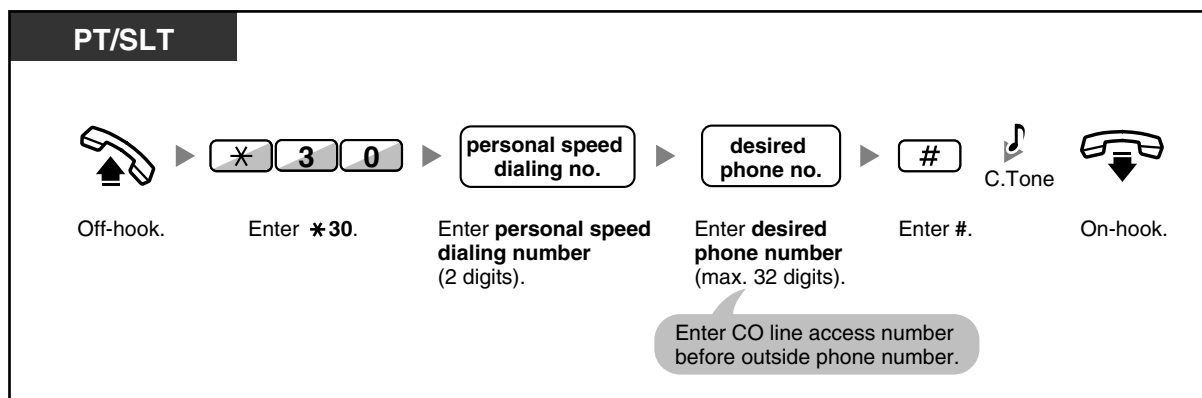 PT/SLT
* 3 0
personal speed
dialing no.
desired
phone no.
#
C.Tone
Off-hook.
Enter *30.
Enter personal speed
dialing number
(2 digits).
Enter desired
phone number
(max. 32 digits).
Enter #.
On-hook.
Enter CO line access number
before outside phone number.